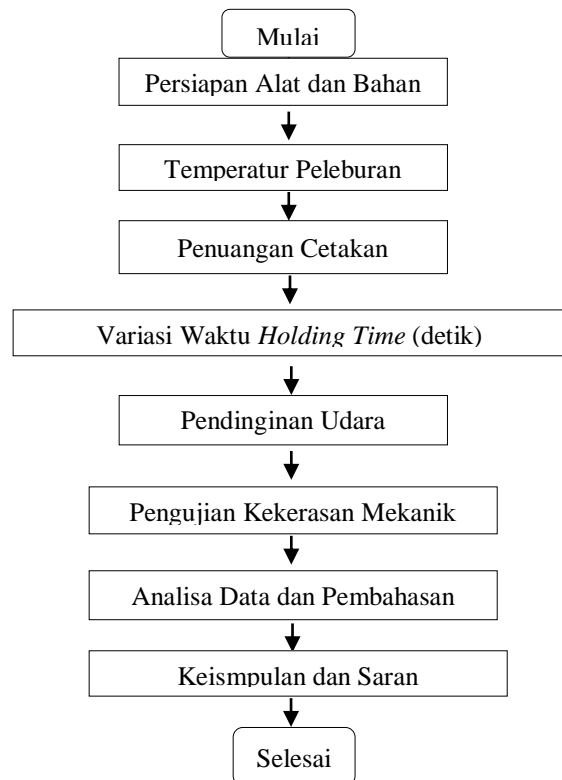 Mulai
Persiapan Alat dan Bahan
Temperatur Peleburan
Penuangan Cetakan
Variasi Waktu Holding Time (detik)
Pendinginan Udara
Pengujian Kekerasan Mekanik
Analisa Data dan Pembahasan
Keismpulan dan Saran
Selesai